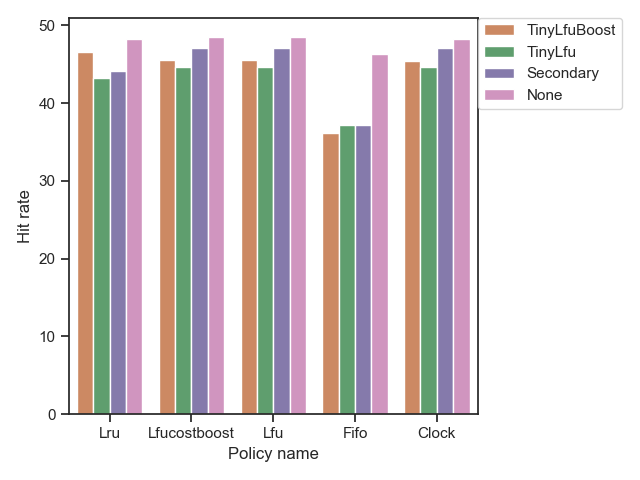 50
40
30
20
10
0
Hit rate
Lru
Lfucostboost
Lfu
Fifo
Clock
Policy name
TinyLfuBoost
TinyLfu
Secondary
None